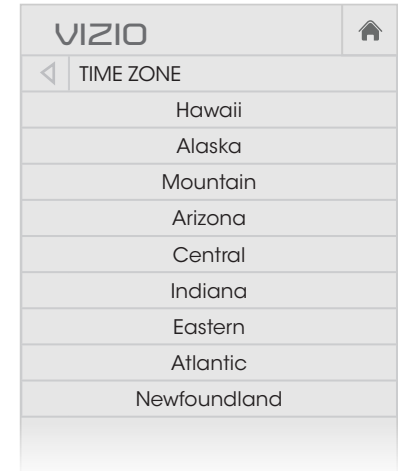 VIZIO
TIME ZONE
Hawaii
Alaska
Mountain
Arizona
Central
Indiana
Eastern
Atlantic
Newfoundland